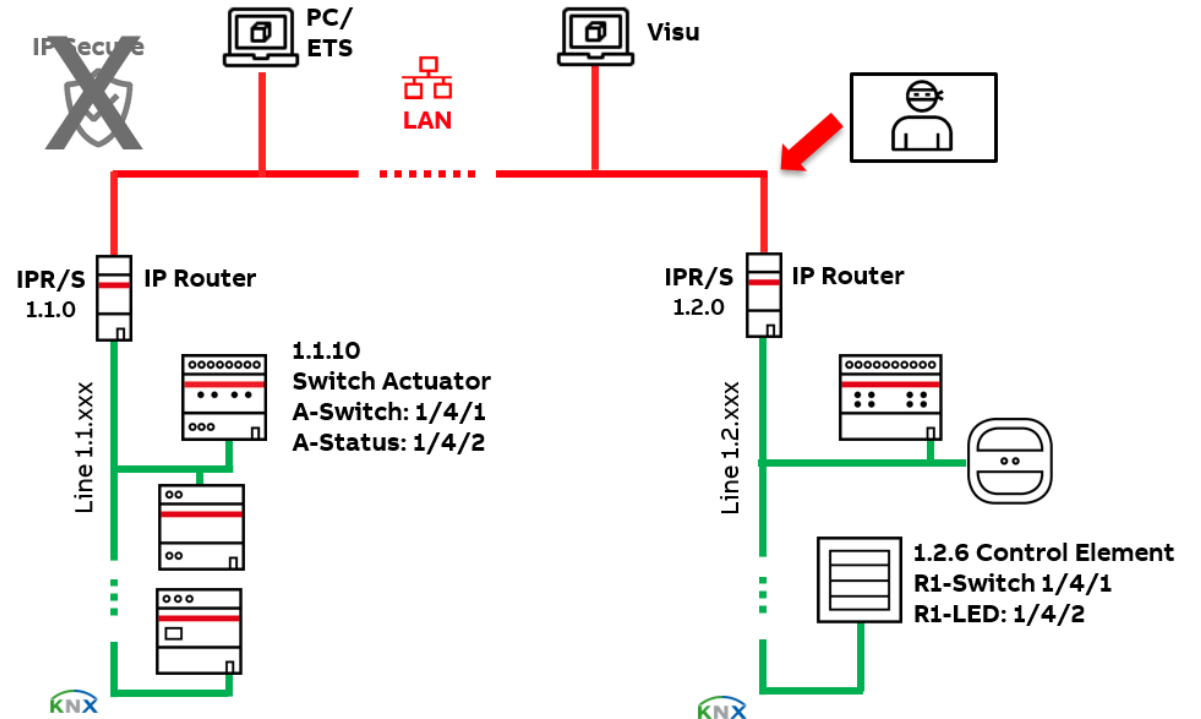 IP Secure
PC/
ETS
Visu
LAN
IPR/S
1.1.0
IP Router
IPR/S
1.2.0
IP Router
1.1.10
Switch Actuator
A-Switch: 1/4/1
A-Status: 1/4/2
Line 1.1.xxx
Line 1.2.xxx
1.2.6 Control Element
R1-Switch 1/4/1
R1-LED: 1/4/2
KNX
KNX